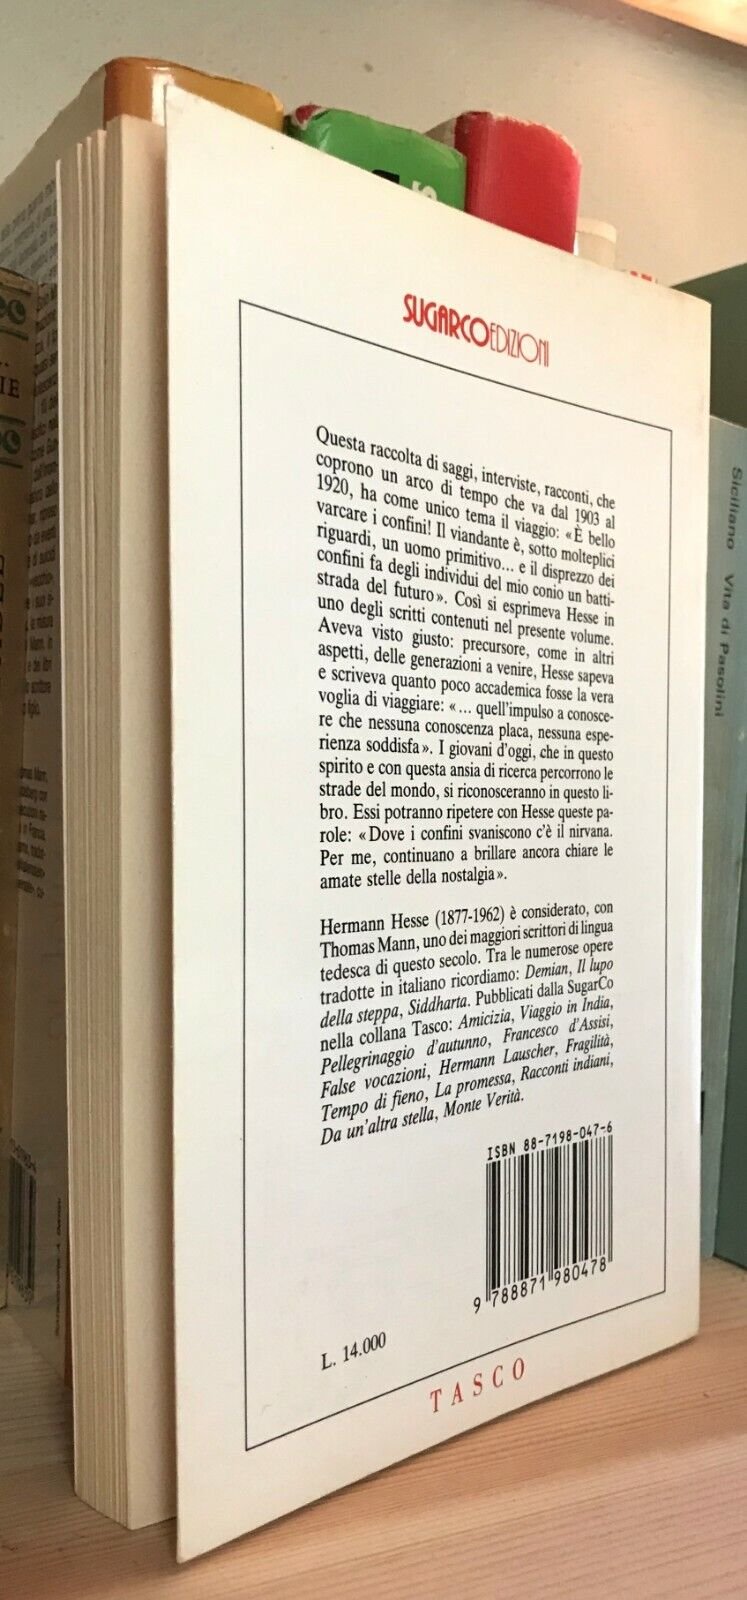 SUGARCOEDIZIONI
Questa raccolta di saggi, interviste, racconti, che
coprono un arco di tempo che va dal 1903 al
1920, ha come unico tema il viaggio: «È bello
varcare i confini! Il viandante è, sotto molteplici
riguardi, un uomo primitivo... e il disprezzo dei
confini fa degli individui del mio conio un batti-
strada del futuro». Così si esprimeva Hesse in
uno degli scritti contenuti nel presente volume.
Aveva visto giusto: precursore, come in altri
aspetti, delle generazioni a venire, Hesse sapeva
e scriveva quanto poco accademica fosse la vera
voglia di viaggiare: «... quell'impulso a conosce-
re che nessuna conoscenza placa, nessuna espe-
rienza soddisfa». I giovani d'oggi, che in questo
spirito e con questa ansia di ricerca percorrono le
strade del mondo, si riconosceranno in questo li-
bro. Essi potranno ripetere con Hesse queste pa-
role: «Dove i confini svaniscono c'è il nirvana.
Per me, continuano a brillare ancora chiare le
amate stelle della nostalgia».
Hermann Hesse (1877-1962) è considerato, con
Thomas Mann, uno dei maggiori scrittori di lingua
tedesca di questo secolo. Tra le numerose opere
tradotte in italiano ricordiamo: Demian, Il lupo
della steppa, Siddharta. Pubblicati dalla SugarCo
nella collana Tasco: Amicizia, Viaggio in India,
Pellegrinaggio d'autunno, Francesco d'Assisi,
False vocazioni, Hermann Lauscher, Fragilità,
Tempo di fieno, La promessa, Racconti indiani,
Da un'altra stella, Monte Verità.
ISBN 88-7198-047-6
9 788871 980478
L. 14.000
TASCO
Siciliano Vita di Pasolini